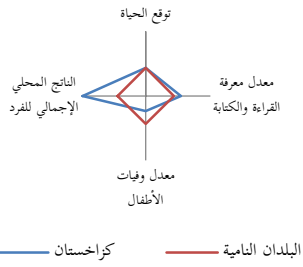 توقع الحياة
معدل معرفة
القراءة والكتابة
الناتج المحلي
الإجمالي للفرد
معدل وفيات
الأطفال
البلدان النامية
كزاخستان